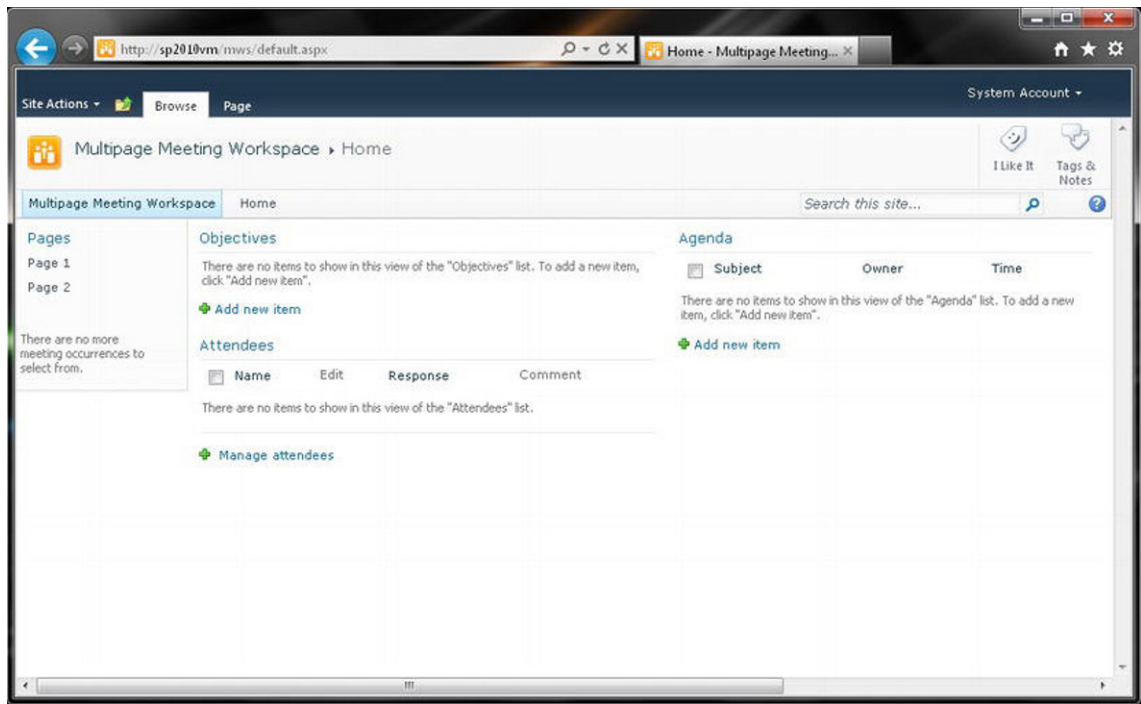 http://sp2010vm/mws/default.aspx
Home - Multipage Meeting...
System Account
Site Actions
Browse
Page
Multipage Meeting Workspace ▸ Home
I Like It
Tags &
Notes
Multipage Meeting Workspace
Home
Search this site...
Pages
Page 1
Page 2
There are no more
meeting occurrences to
select from.
Objectives
There are no items to show in this view of the "Objectives" list. To add a new item,
click "Add new item".
Add new item
Attendees
Name Edit Response Comment
There are no items to show in this view of the "Attendees" list.
Manage attendees
Agenda
Subject Owner Time
There are no items to show in this view of the "Agenda" list. To add a new
item, click "Add new item".
Add new item